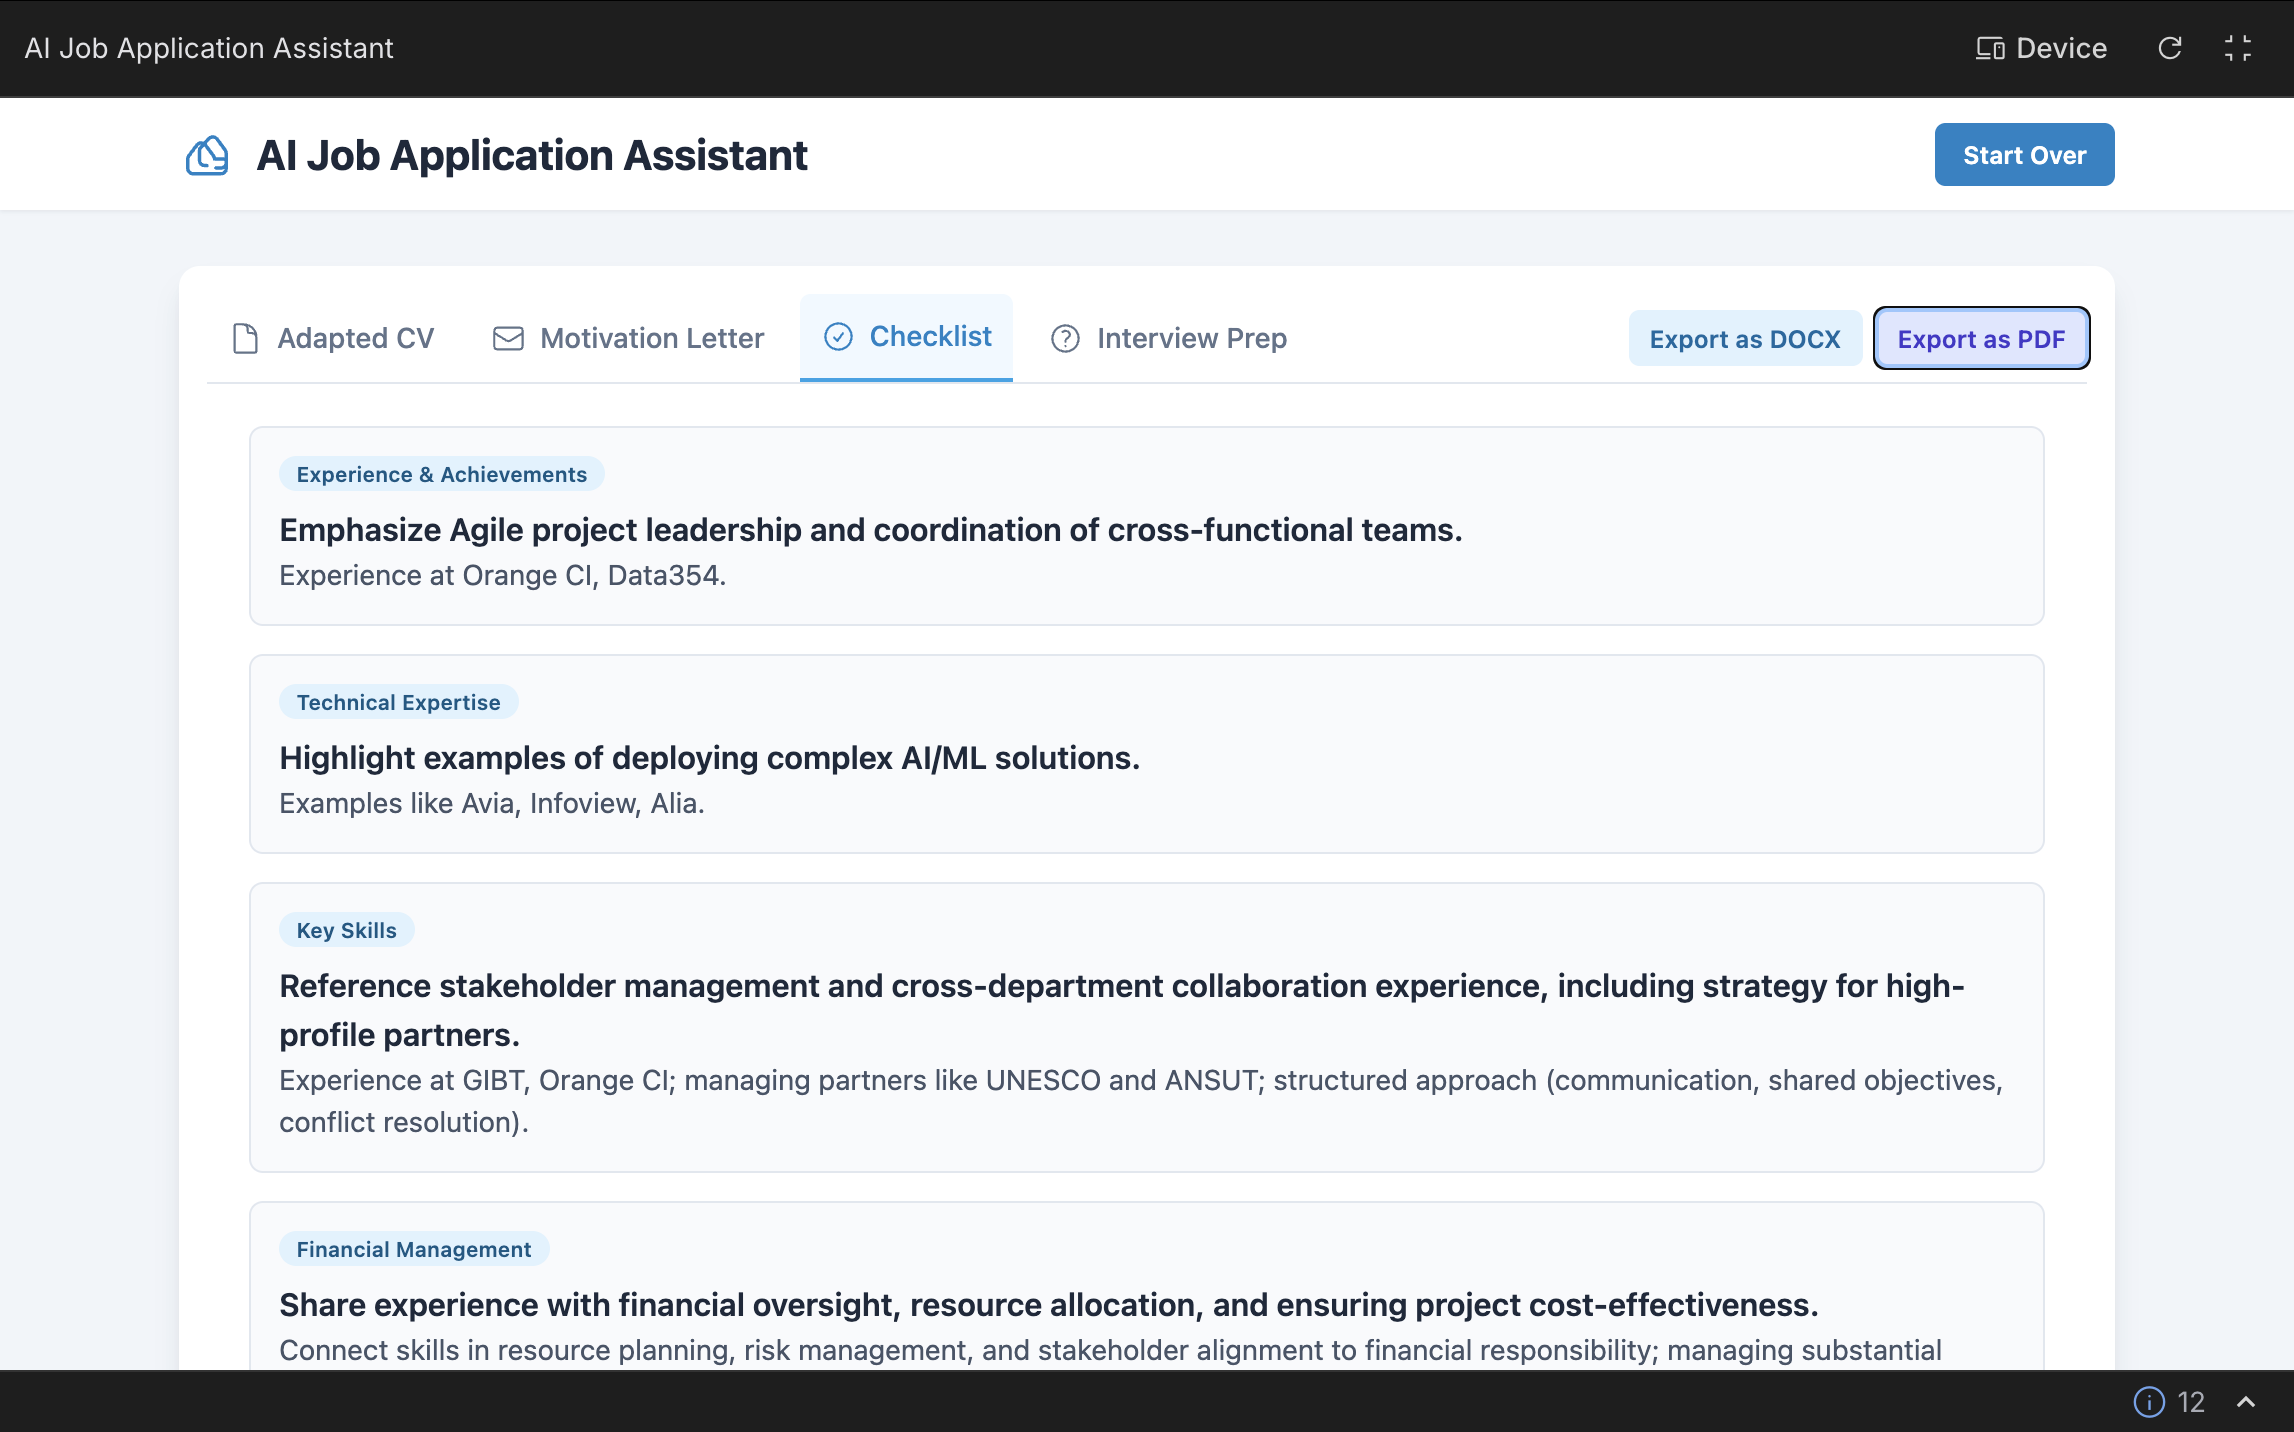 AI Job Application Assistant
Device
AI Job Application Assistant
Start Over
Adapted CV
Motivation Letter
Checklist
Interview Prep
Export as DOCX
Export as PDF
Experience & Achievements
Emphasize Agile project leadership and coordination of cross-functional teams.
Experience at Orange CI, Data354.
Technical Expertise
Highlight examples of deploying complex AI/ML solutions.
Examples like Avia, Infoview, Alia.
Key Skills
Reference stakeholder management and cross-department collaboration experience, including strategy for high-
profile partners.
Experience at GIBT, Orange CI; managing partners like UNESCO and ANSUT; structured approach (communication, shared objectives,
conflict resolution).
Financial Management
Share experience with financial oversight, resource allocation, and ensuring project cost-effectiveness.
Connect skills in resource planning, risk management, and stakeholder alignment to financial responsibility; managing substantial
12